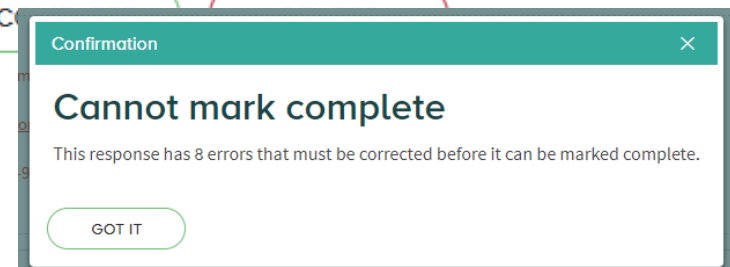 Confirmation
Cannot mark complete
This response has 8 errors that must be corrected before it can be marked complete.
GOT IT